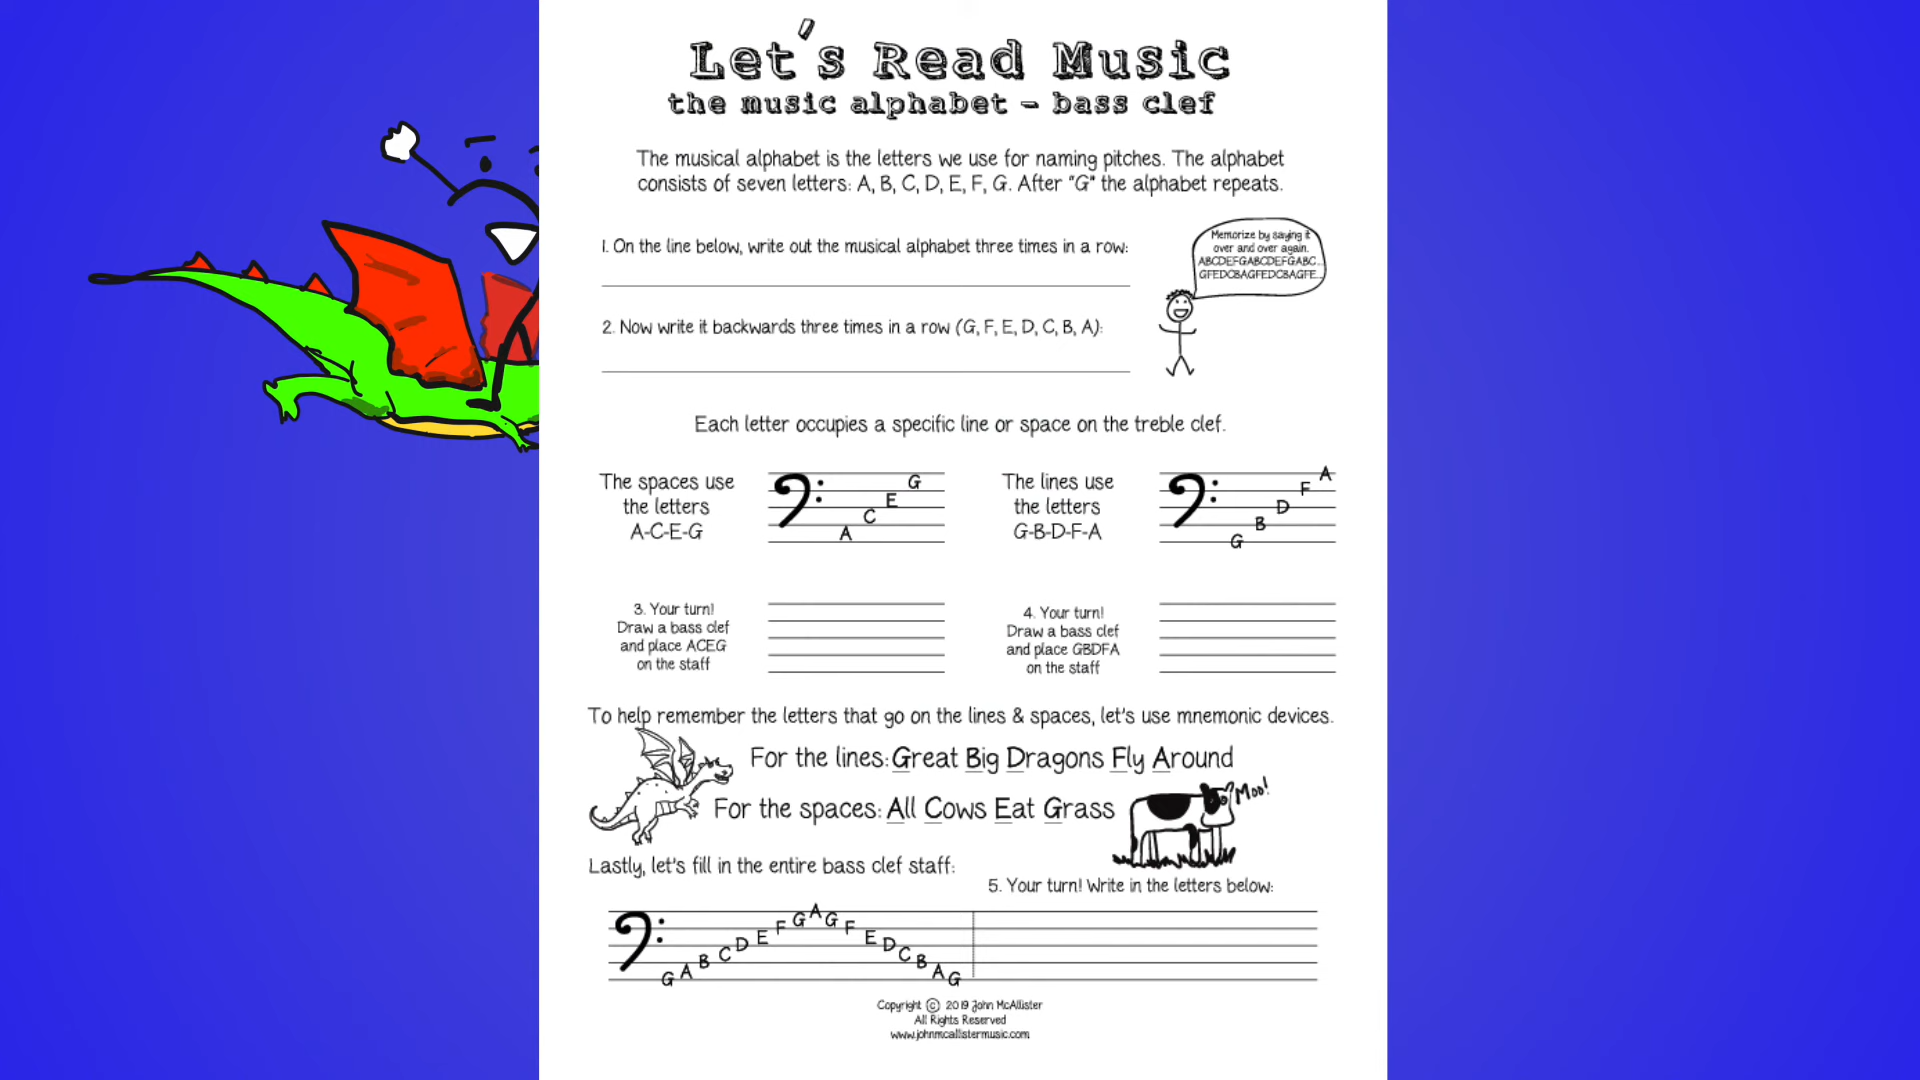 Let's Read Music
the music alphabet - bass clef
The musical alphabet is the letters we use for naming pitches. The alphabet
consists of seven letters: A, B, C, D, E, F, G. After "G" the alphabet repeats.
1. On the line below, write out the musical alphabet three times in a row:
Memorize by saying it
over and over again.
ABCDEFGABCDEFGABC...
GFEDCBAGFEDCBAGFE...
2. Now write it backwards three times in a row (G, F, E, D, C, B, A):
Each letter occupies a specific line or space on the treble clef.
The spaces use
the letters
A-C-E-G
A C E G
The lines use
the letters
G-B-D-F-A
G B D F A
3. Your turn!
Draw a bass clef
and place ACEG
on the staff
4. Your turn!
Draw a bass clef
and place GBDFA
on the staff
To help remember the letters that go on the lines & spaces, let's use mnemonic devices.
For the lines: Great Big Dragons Fly Around
For the spaces: All Cows Eat Grass
Moo!
Lastly, let's fill in the entire bass clef staff:
5. Your turn! Write in the letters below:
G A B C D E F G A G F E D C B A G
Copyright © 2019 John McAllister
All Rights Reserved
www.johnmcallistermusic.com